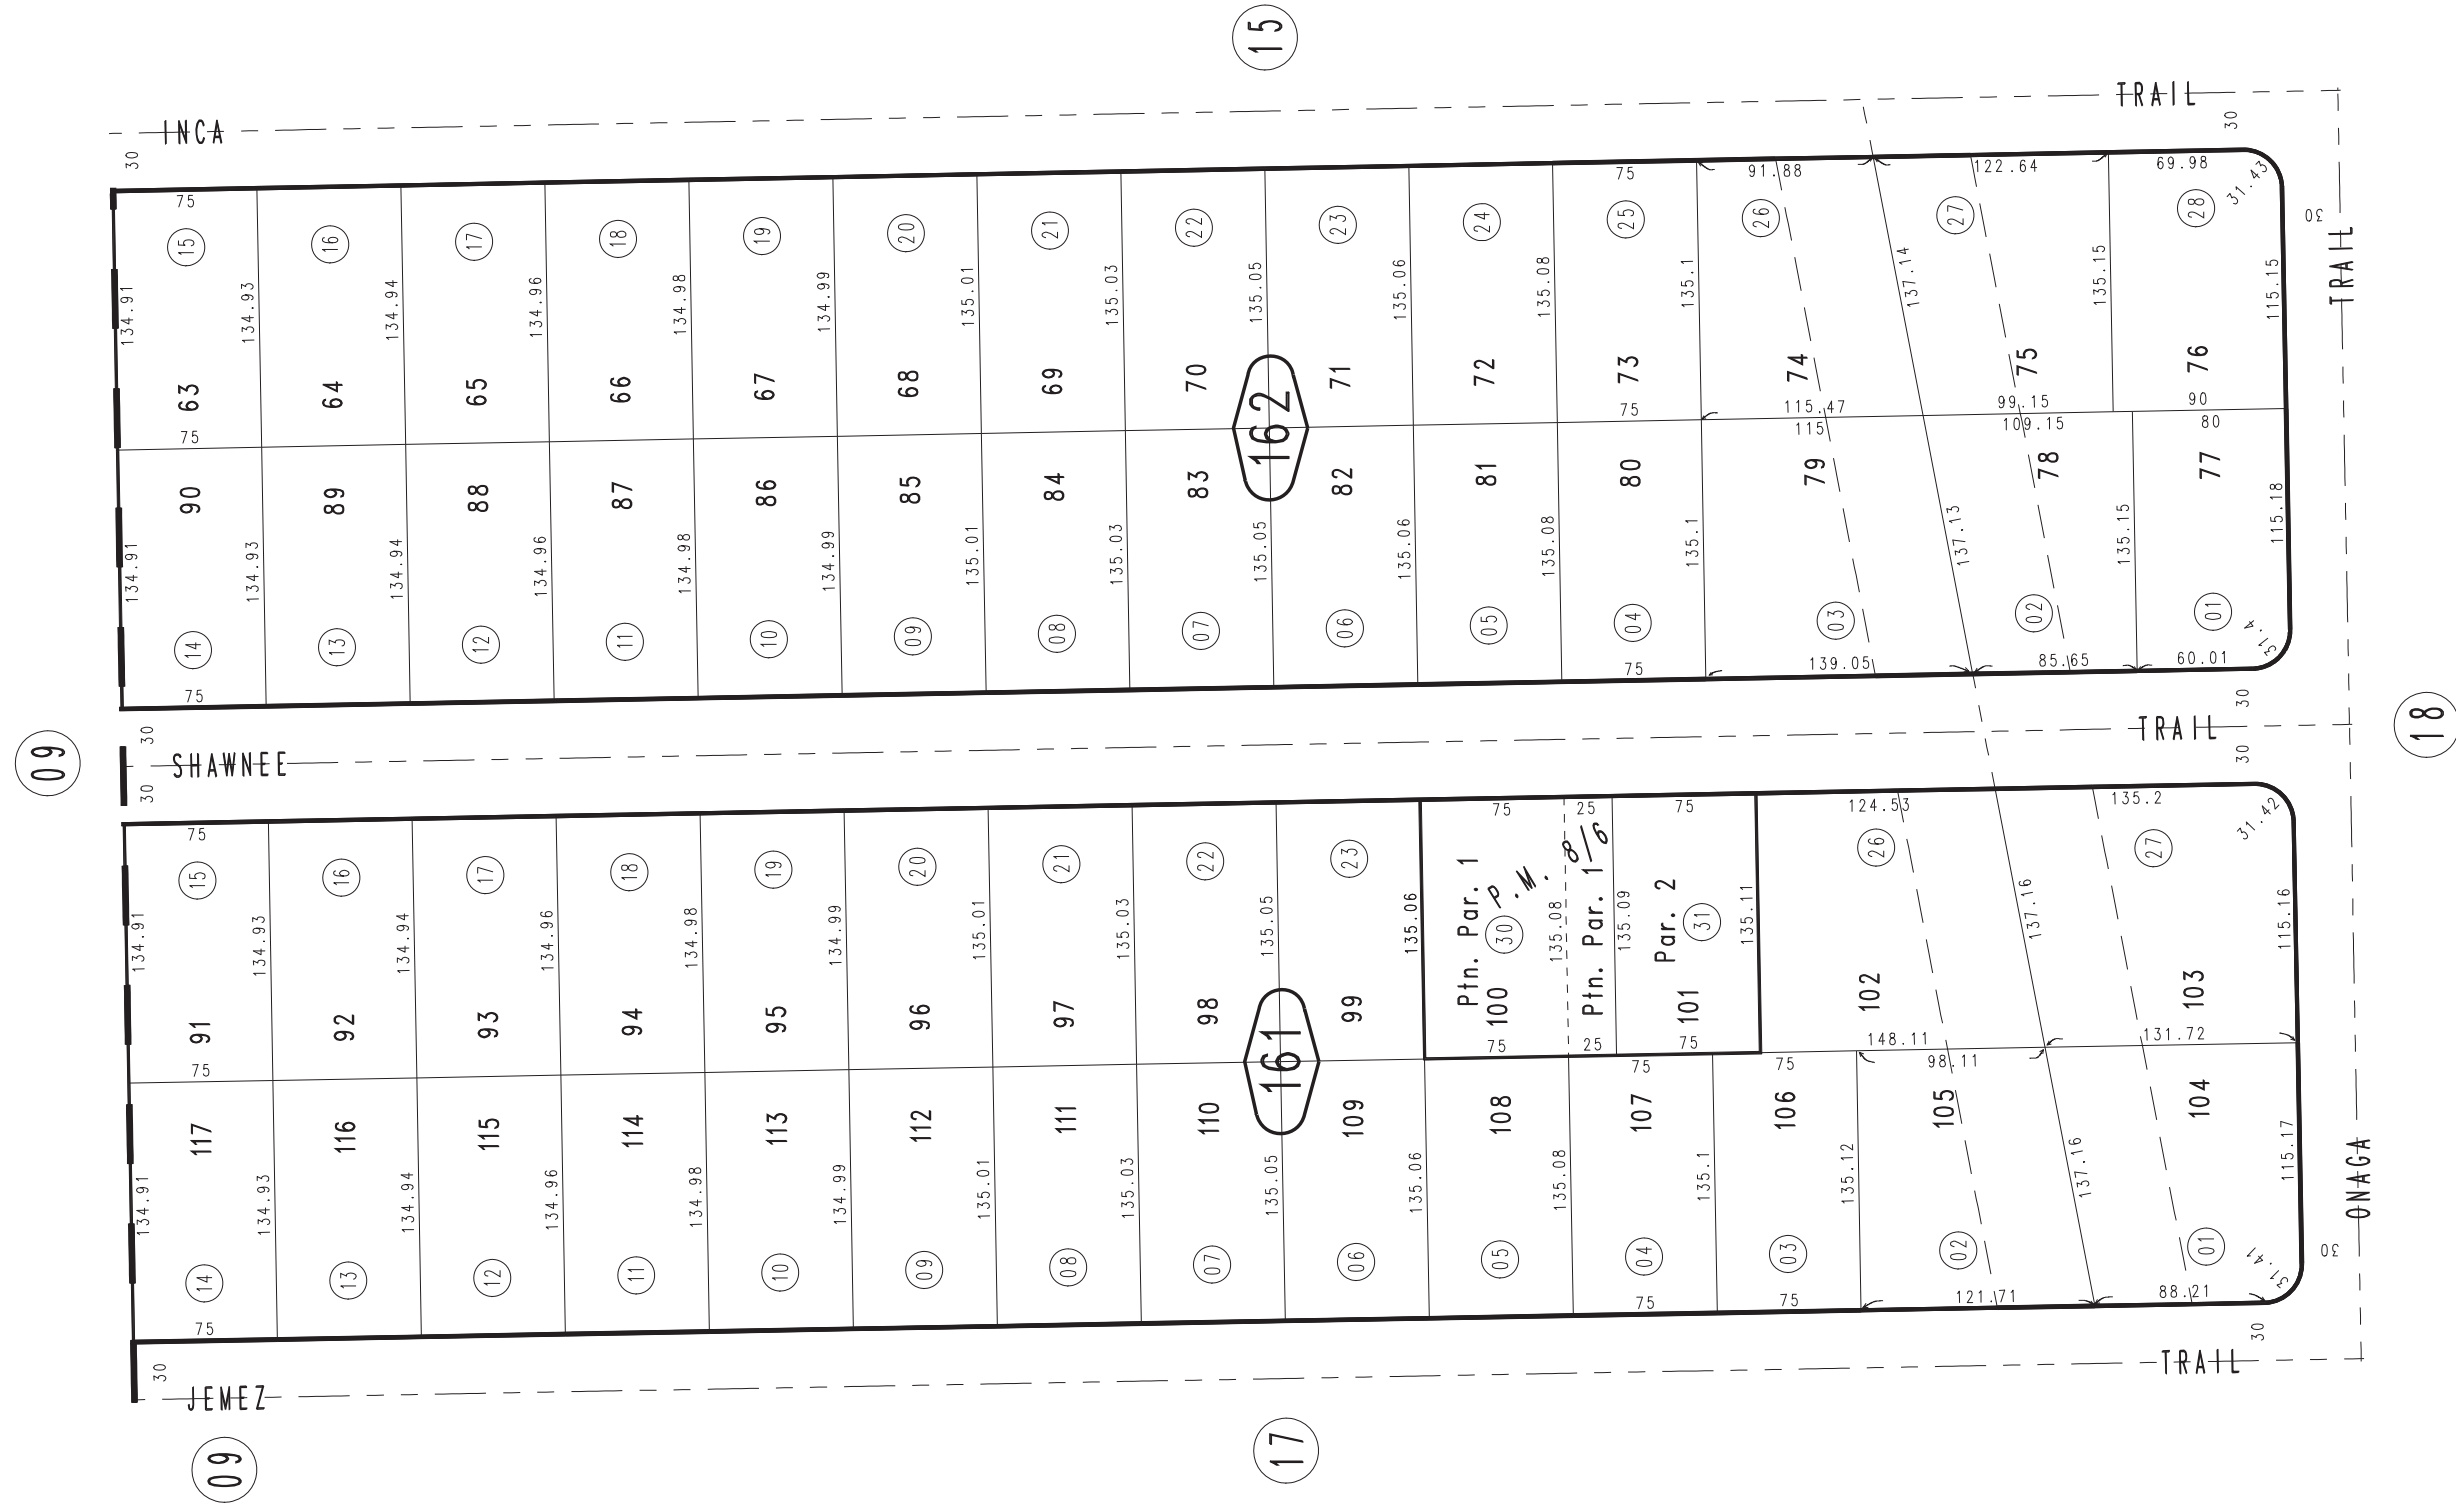 15
INCA TRAIL
30 30
75 75 91.88 122.64 69.98 31.43
15 16 17 18 19 20 21 22 23 24 25 26 27 28
30
TRAIL
134.91 134.93 134.94 134.96 134.98 134.99 135.01 135.03 135.05 135.06 135.08 135.1 137.14 135.15 115.15
63 64 65 66 67 68 69 70 71 72 73 74 75 76
75 75 115.47 99.15 90
162
115 109.15 80
90 89 88 87 86 85 84 83 82 81 80 79 78 77
134.91 134.93 134.94 134.96 134.98 134.99 135.01 135.03 135.05 135.06 135.08 135.1 137.13 135.15 115.18
14 13 12 11 10 09 08 07 06 05 04 03 02 01
75 75 139.05 85.65 60.01 31.4
30 30
09
SHAWNEE TRAIL
18
30 30
75 75 25 75 124.53 135.2 31.42
15 16 17 18 19 20 21 22 23 26 27
Ptn. Par. 1
P.M. 8/6
30
Ptn. Par. 1
Par. 2
31
134.91 134.93 134.94 134.96 134.98 134.99 135.01 135.03 135.05 135.06 135.08 135.09 135.11 137.16 115.16
91 92 93 94 95 96 97 98 99 100 101 102 103
75 75 25 75 148.11 131.72
161
75 75 98.11
117 116 115 114 113 112 111 110 109 108 107 106 105 104
134.91 134.93 134.94 134.96 134.98 134.99 135.01 135.03 135.05 135.06 135.08 135.1 135.12 137.16 115.17
ONAGA
14 13 12 11 10 09 08 07 06 05 04 03 02 01
30
75 75 75 121.71 88.21 31.41
30 30
JEMEZ TRAIL
09
17